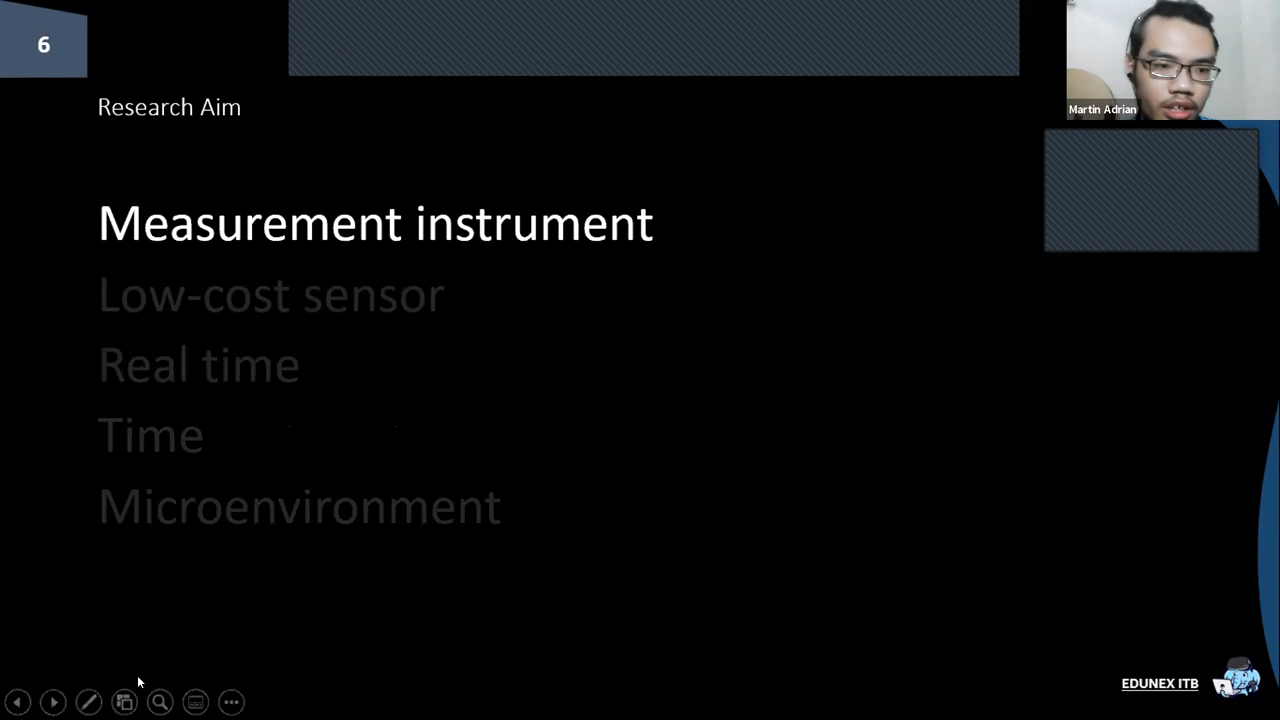 6
Martin Adrian
Research Aim
Measurement instrument
Low-cost sensor
Real time
Time
Microenvironment
EDUNEX ITB